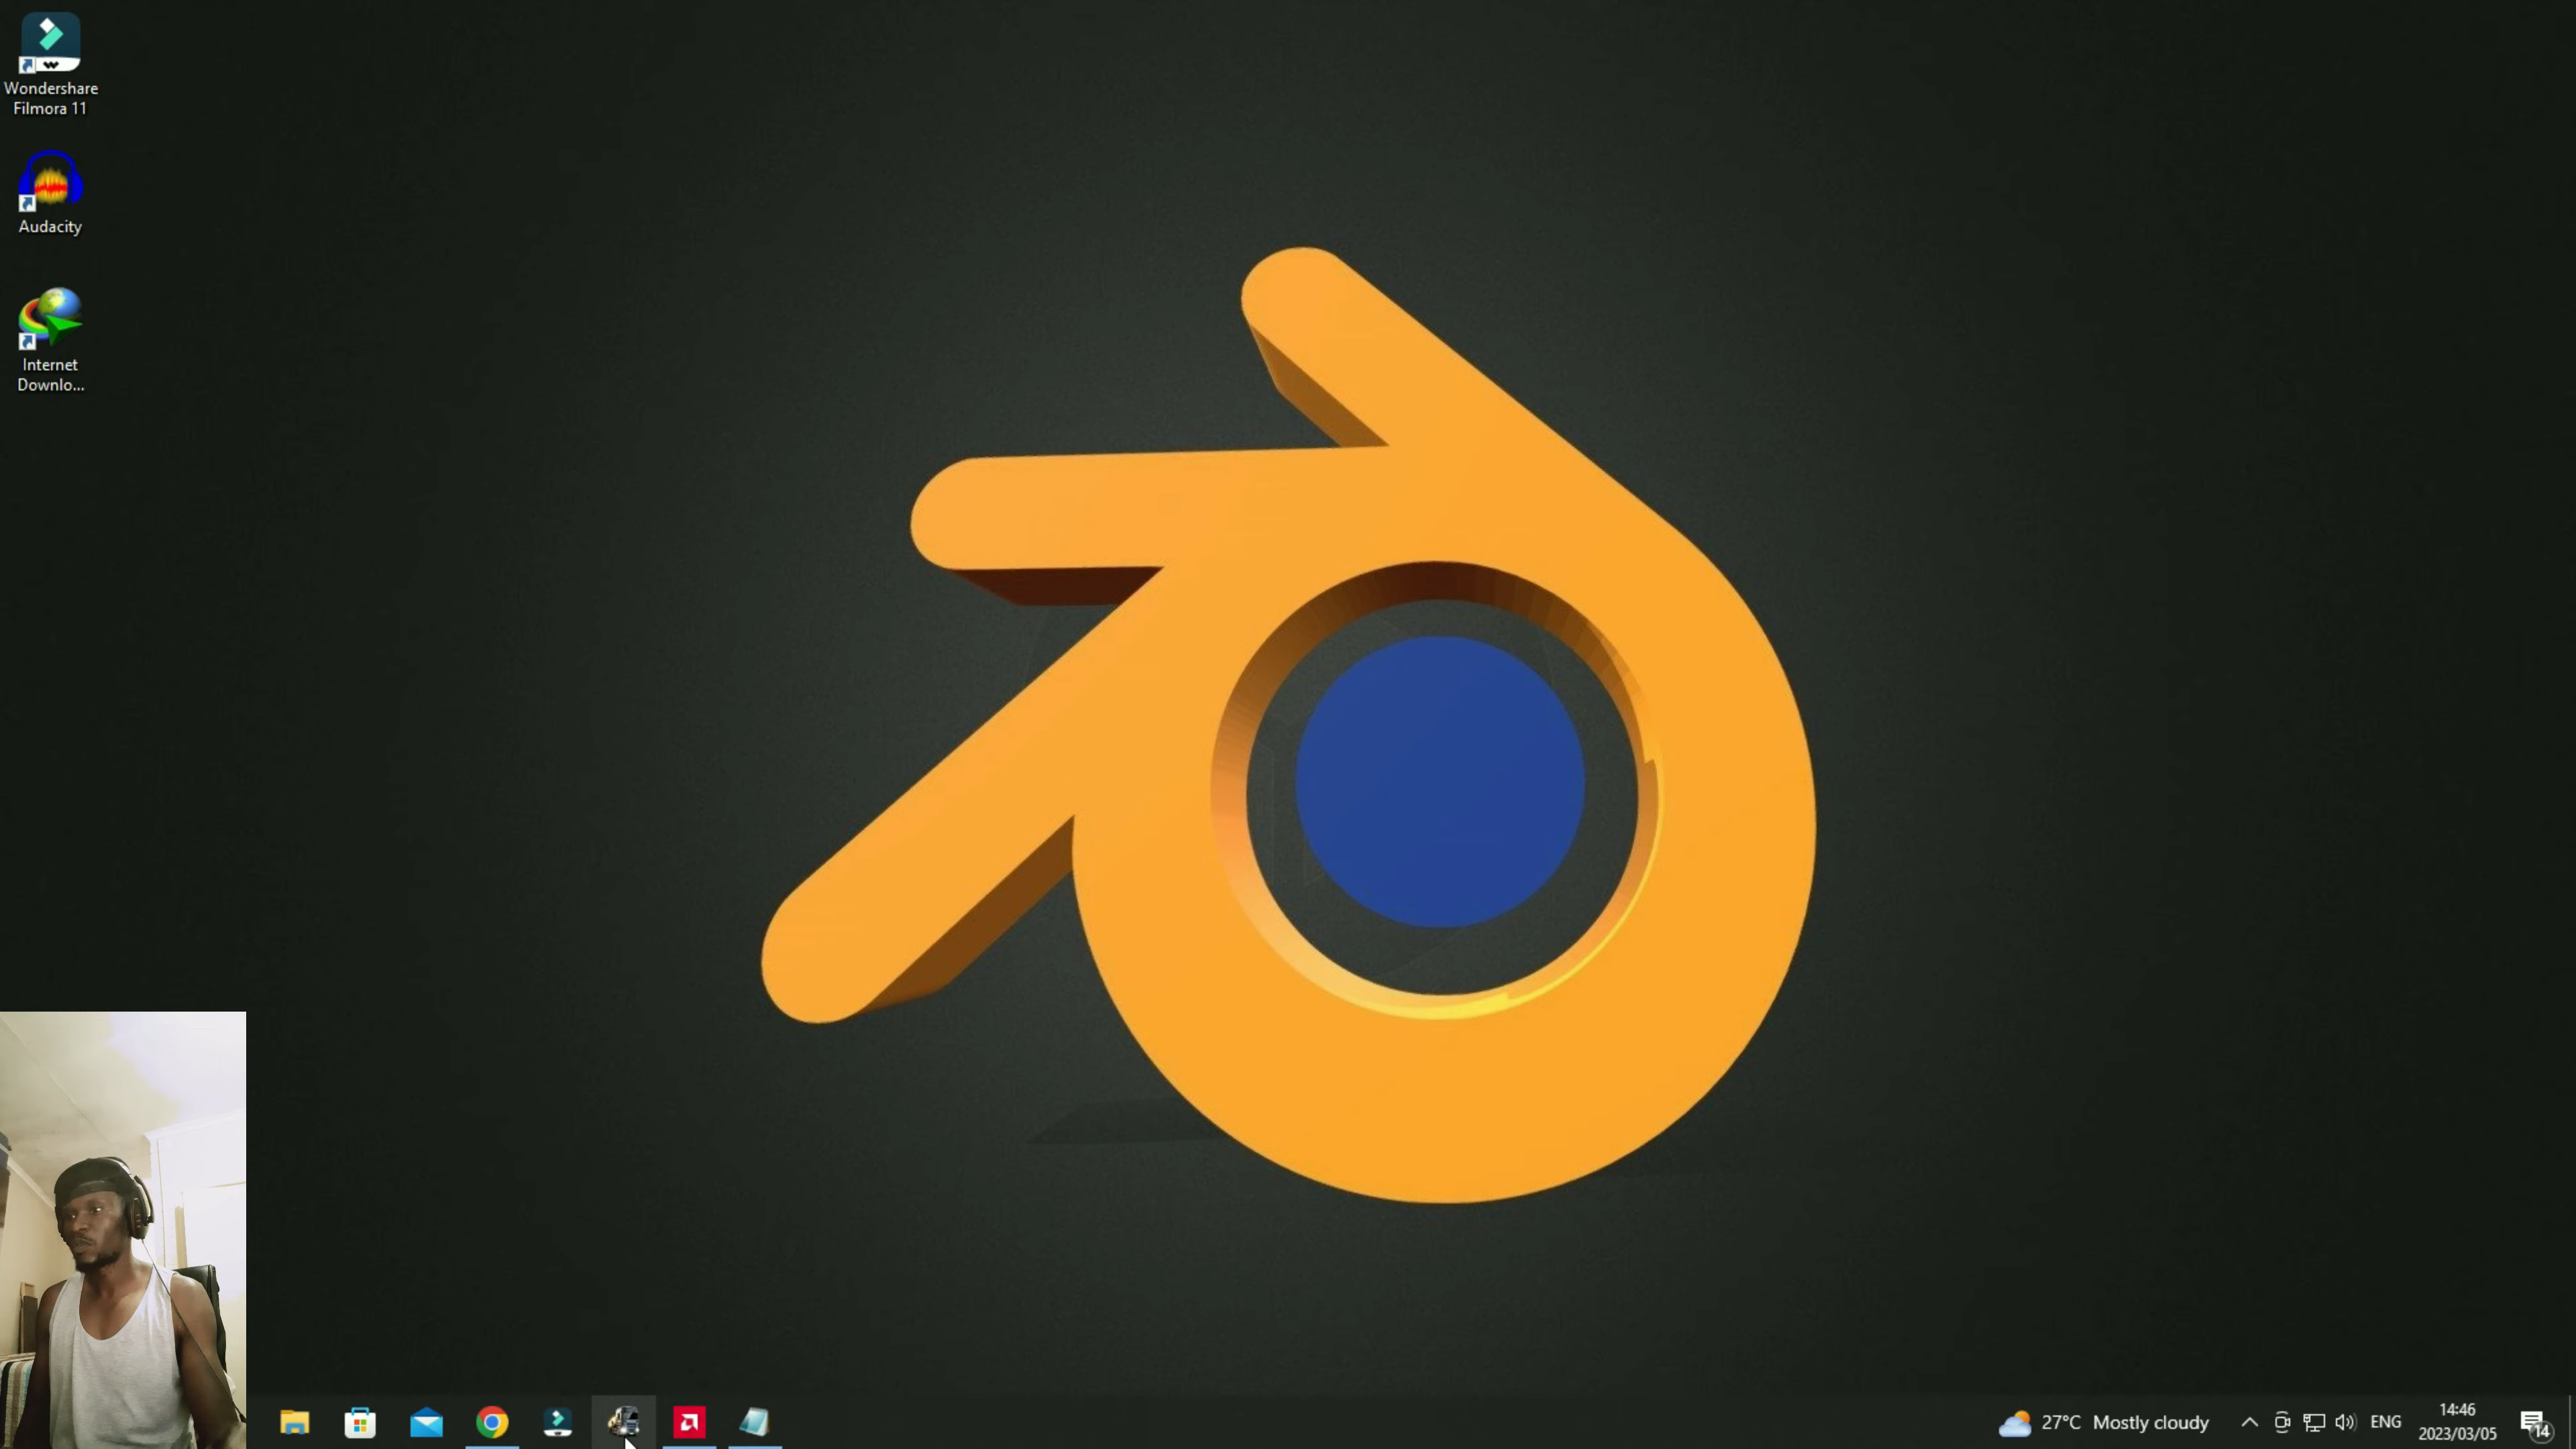 Wondershare
Filmora 11
Audacity
Internet
Downlo...
27°C Mostly cloudy
ENG
14:46
2023/03/05
14